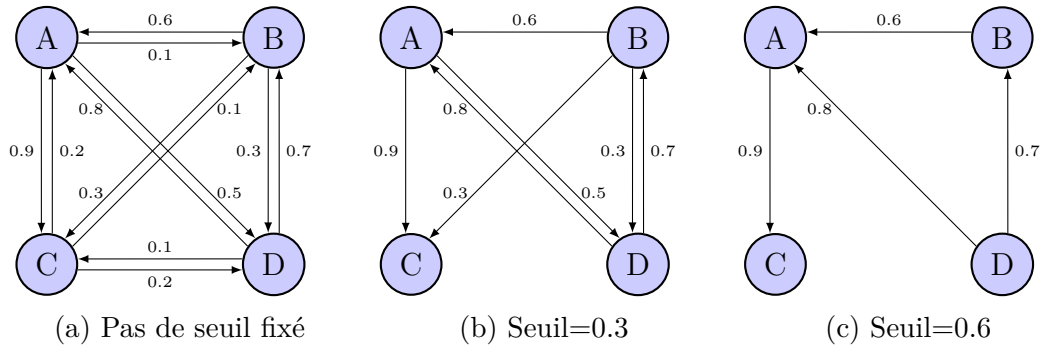 A 0.6 B
0.1
0.8 0.1
0.9 0.2 0.3 0.7
0.3 0.5
0.1
C D
0.2
(a) Pas de seuil fixé
A 0.6 B
0.8
0.9 0.3 0.7
0.3 0.5
C D
(b) Seuil=0.3
A 0.6 B
0.8
0.9 0.7
C D
(c) Seuil=0.6